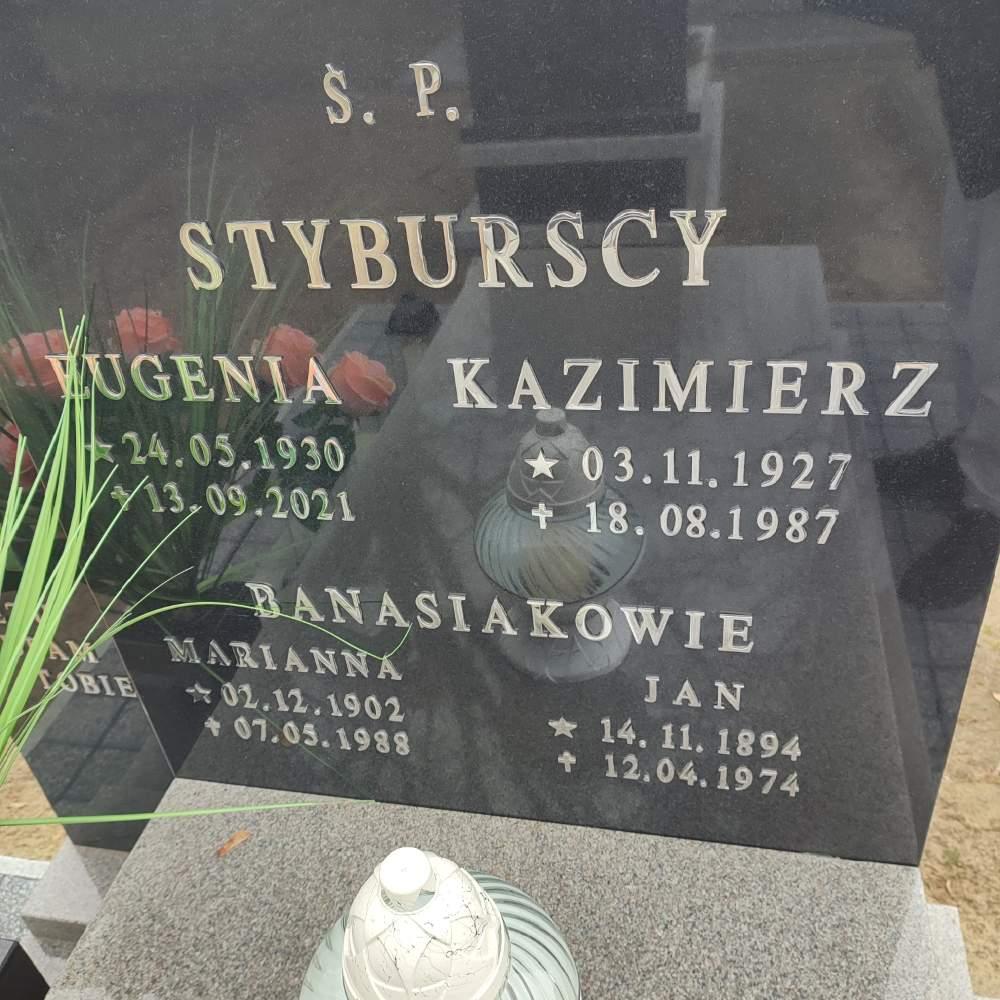 Ś. P.
STYBURSCY
EUGENIA
★ 24.05.1930
✝ 13.09.2021
KAZIMIERZ
★ 03.11.1927
✝ 18.08.1987
BANASIAKOWIE
MARIANNA
★ 02.12.1902
✝ 07.05.1988
JAN
★ 14.11.1894
✝ 12.04.1974
TOBIE